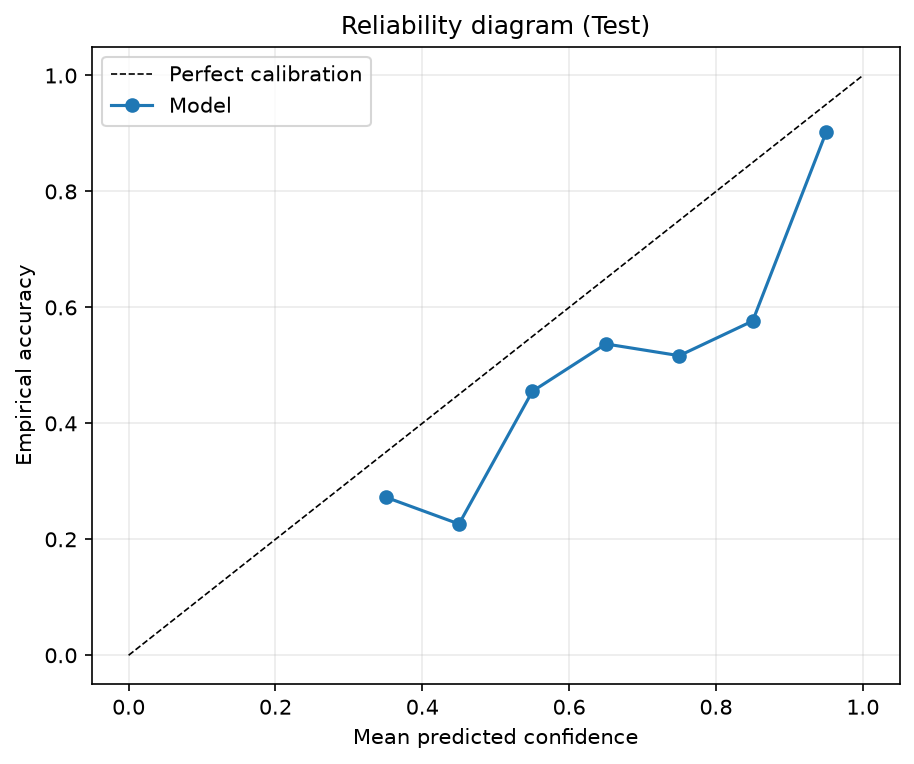 Reliability diagram (Test)
Perfect calibration
Model
1.0
0.8
0.6
0.4
0.2
0.0
Empirical accuracy
0.0 0.2 0.4 0.6 0.8 1.0
Mean predicted confidence